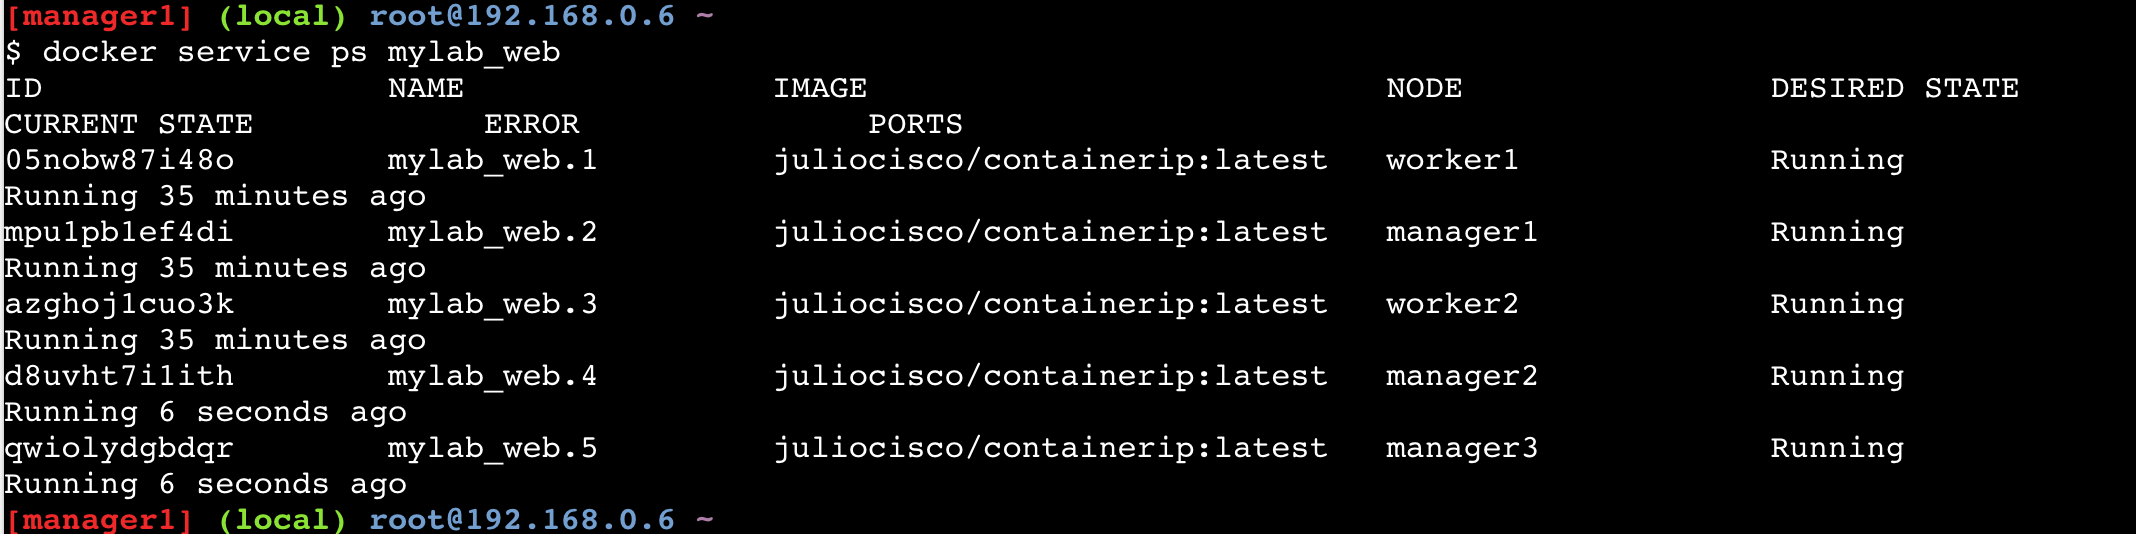 [manager1] (local) root@192.168.0.6 ~
$ docker service ps mylab_web
ID                  NAME                IMAGE                           NODE                DESIRED STATE
CURRENT STATE            ERROR               PORTS
05nobw87i48o        mylab_web.1         juliocisco/containerip:latest   worker1             Running
Running 35 minutes ago
mpu1pb1ef4di        mylab_web.2         juliocisco/containerip:latest   manager1            Running
Running 35 minutes ago
azghoj1cuo3k        mylab_web.3         juliocisco/containerip:latest   worker2             Running
Running 35 minutes ago
d8uvht7i1ith        mylab_web.4         juliocisco/containerip:latest   manager2            Running
Running 6 seconds ago
qwiolydgbdqr        mylab_web.5         juliocisco/containerip:latest   manager3            Running
Running 6 seconds ago
[manager1] (local) root@192.168.0.6 ~